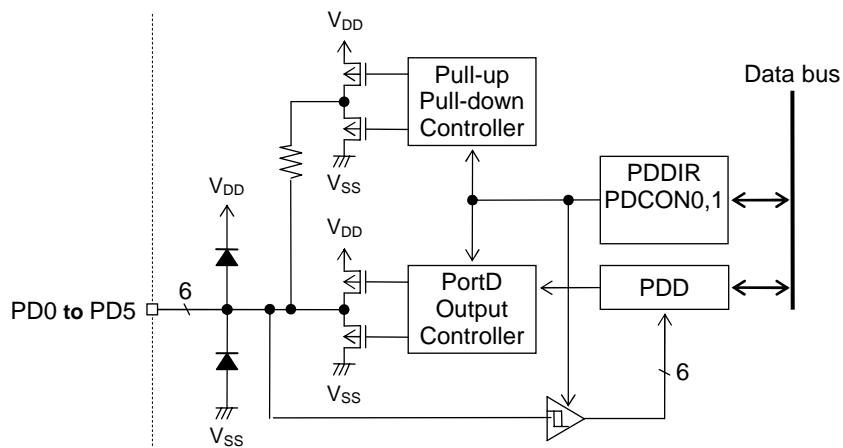 VDD
Pull-up
Pull-down
Controller
Data bus
VSS
PDDIR
PDCON0,1
VDD
VDD
PD0 to PD5
6
PortD
Output
Controller
PDD
VSS
6
VSS